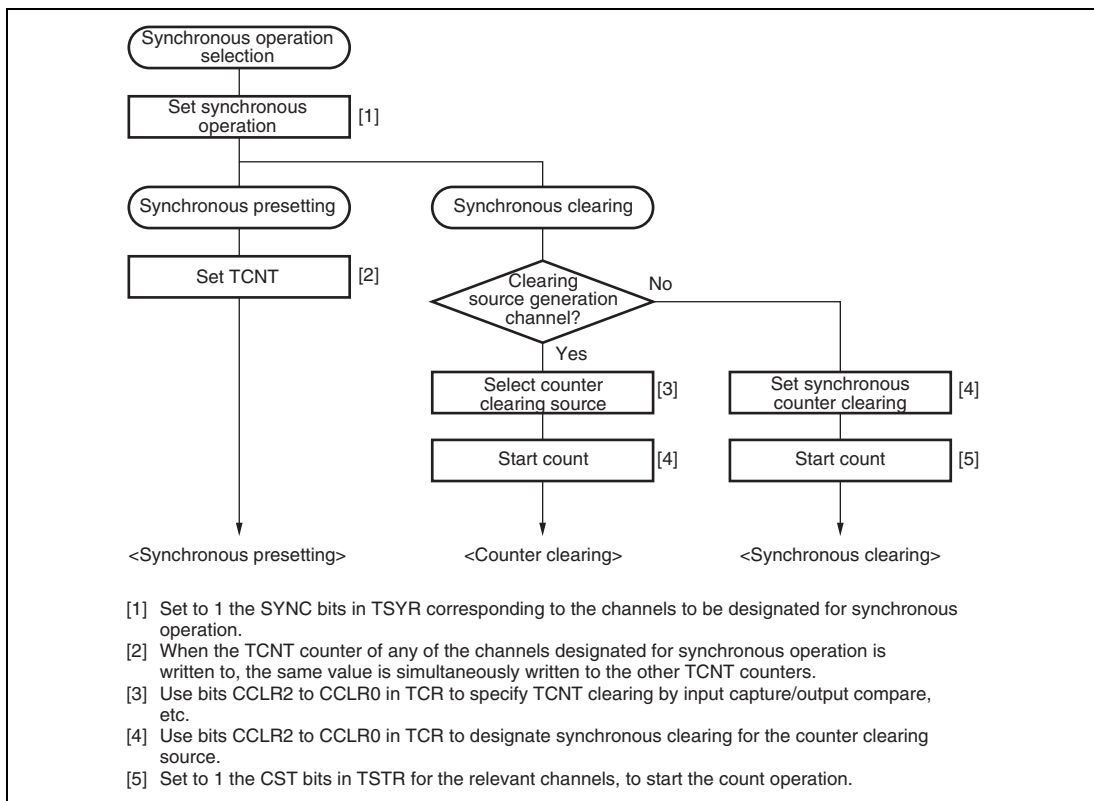 Synchronous operation
selection
Set synchronous
operation
[1]
Synchronous presetting
Synchronous clearing
Set TCNT
[2]
Clearing
source generation
channel?
No
Yes
Select counter
clearing source
[3]
Set synchronous
counter clearing
[4]
Start count
[4]
Start count
[5]
<Synchronous presetting>
<Counter clearing>
<Synchronous clearing>
[1] Set to 1 the SYNC bits in TSYR corresponding to the channels to be designated for synchronous
operation.
[2] When the TCNT counter of any of the channels designated for synchronous operation is
written to, the same value is simultaneously written to the other TCNT counters.
[3] Use bits CCLR2 to CCLR0 in TCR to specify TCNT clearing by input capture/output compare,
etc.
[4] Use bits CCLR2 to CCLR0 in TCR to designate synchronous clearing for the counter clearing
source.
[5] Set to 1 the CST bits in TSTR for the relevant channels, to start the count operation.